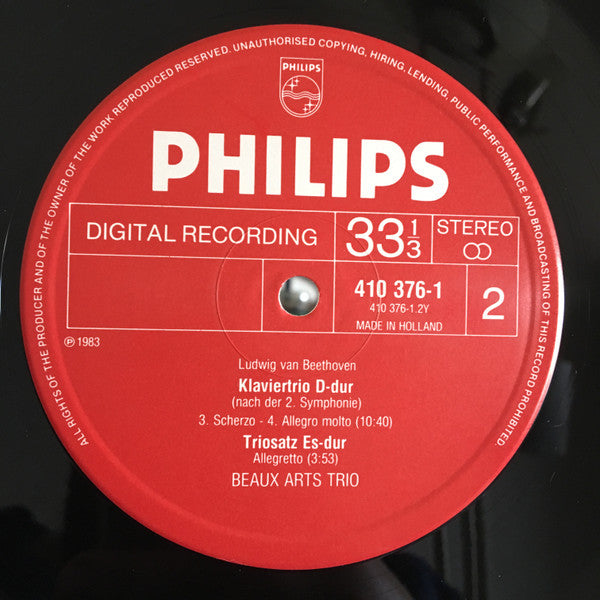 ALL RIGHTS OF THE PRODUCER AND OF THE OWNER OF THE WORK REPRODUCED RESERVED. UNAUTHORISED COPYING, HIRING, LENDING, PUBLIC PERFORMANCE AND BROADCASTING OF THIS RECORD PROHIBITED.
PHILIPS
PHILIPS
DIGITAL RECORDING
33 1/3
STEREO
410 376-1
410 376-1.2Y
MADE IN HOLLAND
2
℗ 1983
Ludwig van Beethoven
Klaviertrio D-dur
(nach der 2. Symphonie)
3. Scherzo - 4. Allegro molto (10:40)
Triosatz Es-dur
Allegretto (3:53)
BEAUX ARTS TRIO